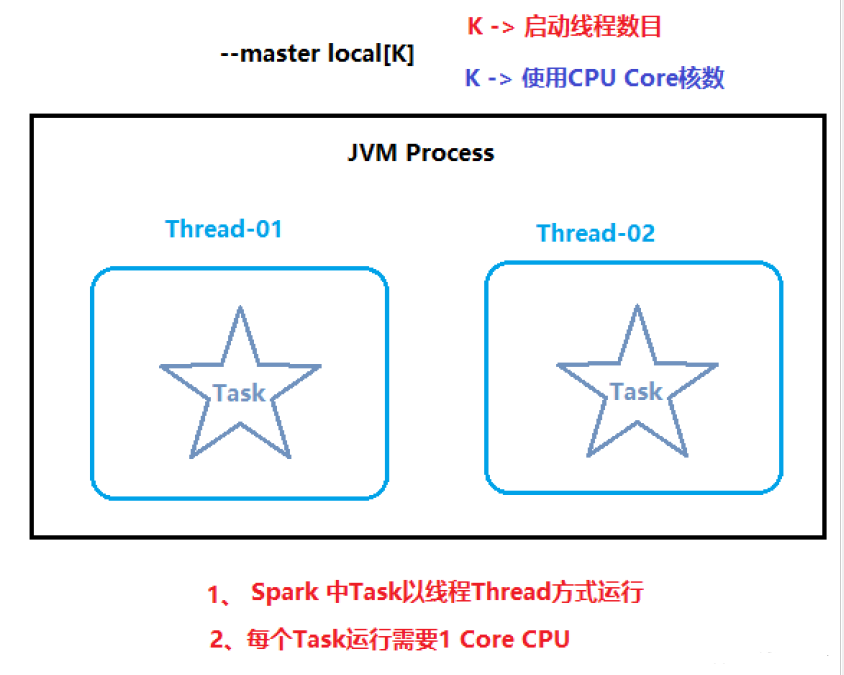 --master local[K]
K -> 启动线程数目
K -> 使用CPU Core核数
JVM Process
Thread-01
Thread-02
Task
Task
1、 Spark 中Task以线程Thread方式运行
2、每个Task运行需要1 Core CPU